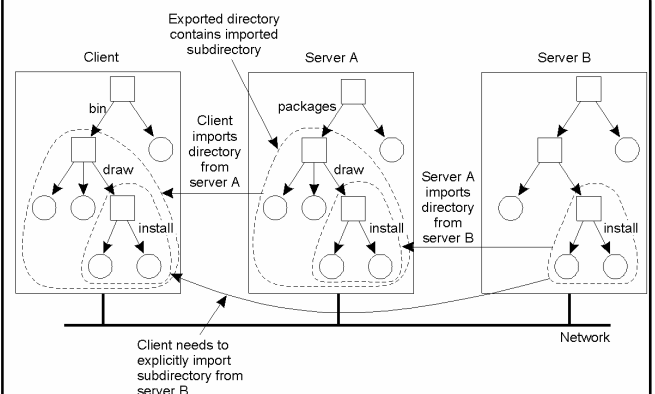 Exported directory
contains imported
subdirectory
Client
Server A
Server B
bin
packages
Client
imports
directory
from
server A
draw
draw
Server A
imports
directory
from
server B
install
install
install
Network
Client needs to
explicitly import
subdirectory from
server B